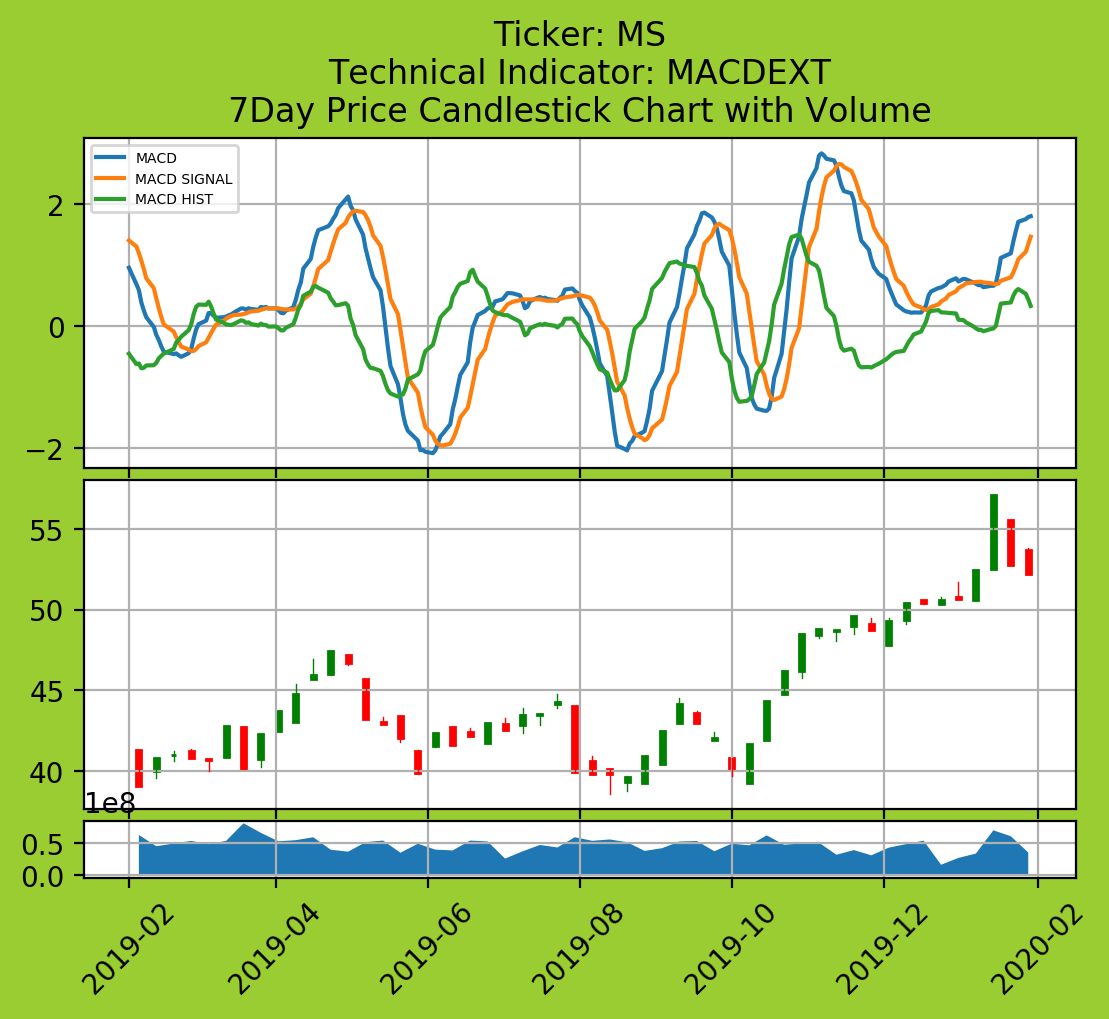 Ticker: MS
Technical Indicator: MACDEXT
7Day Price Candlestick Chart with Volume
MACD
MACD SIGNAL
MACD HIST
2
0
−2
55
50
45
40
1e8
0.5
0.0
2019-02
2019-04
2019-06
2019-08
2019-10
2019-12
2020-02